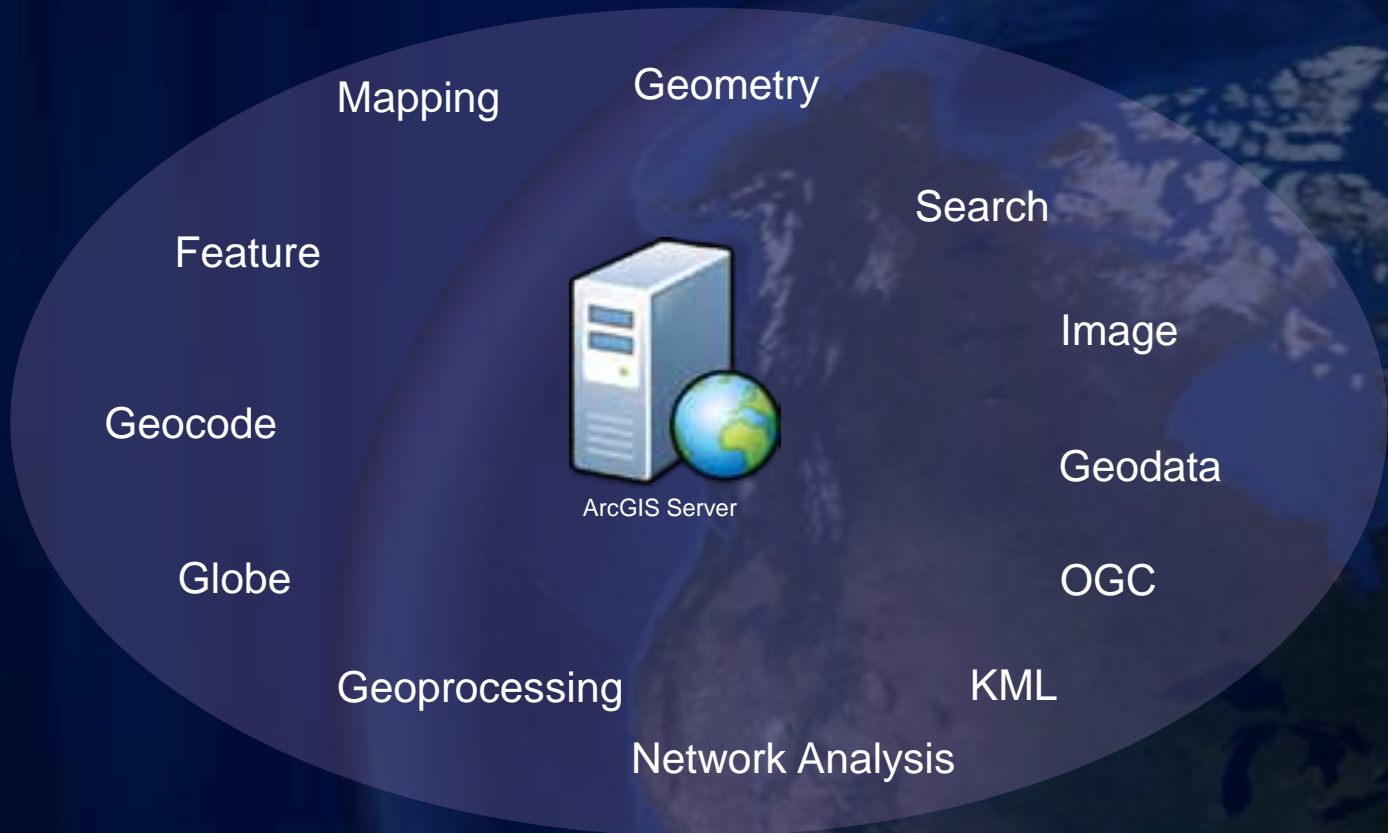 Mapping
Geometry
Search
Feature
Image
Geocode
Geodata
ArcGIS Server
Globe
OGC
Geoprocessing
KML
Network Analysis